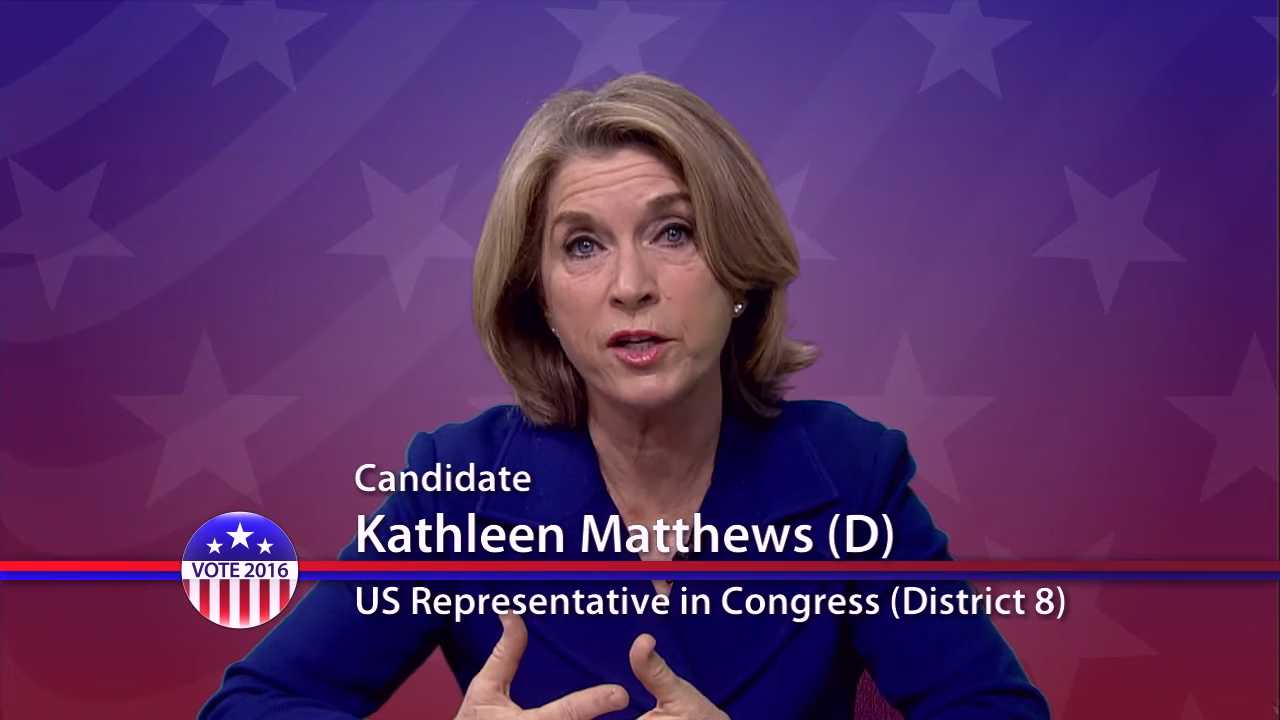 Candidate
Kathleen Matthews (D)
VOTE 2016
US Representative in Congress (District 8)